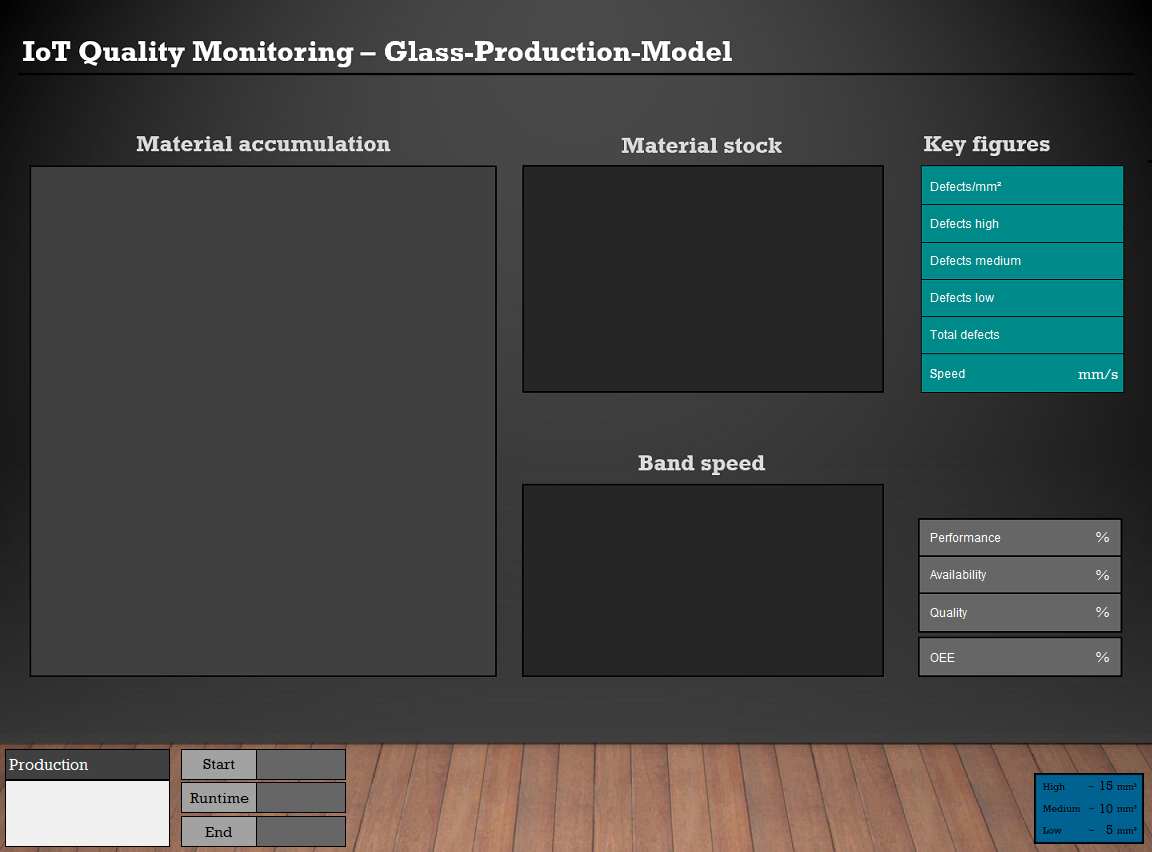 IoT Quality Monitoring – Glass-Production-Model
Material accumulation
Material stock
Key figures
Defects/mm²
Defects high
Defects medium
Defects low
Total defects
Speed mm/s
Band speed
Performance %
Availability %
Quality %
OEE %
Production
Start
Runtime
End
High ~ 15 mm²
Medium ~ 10 mm²
Low ~ 5 mm²